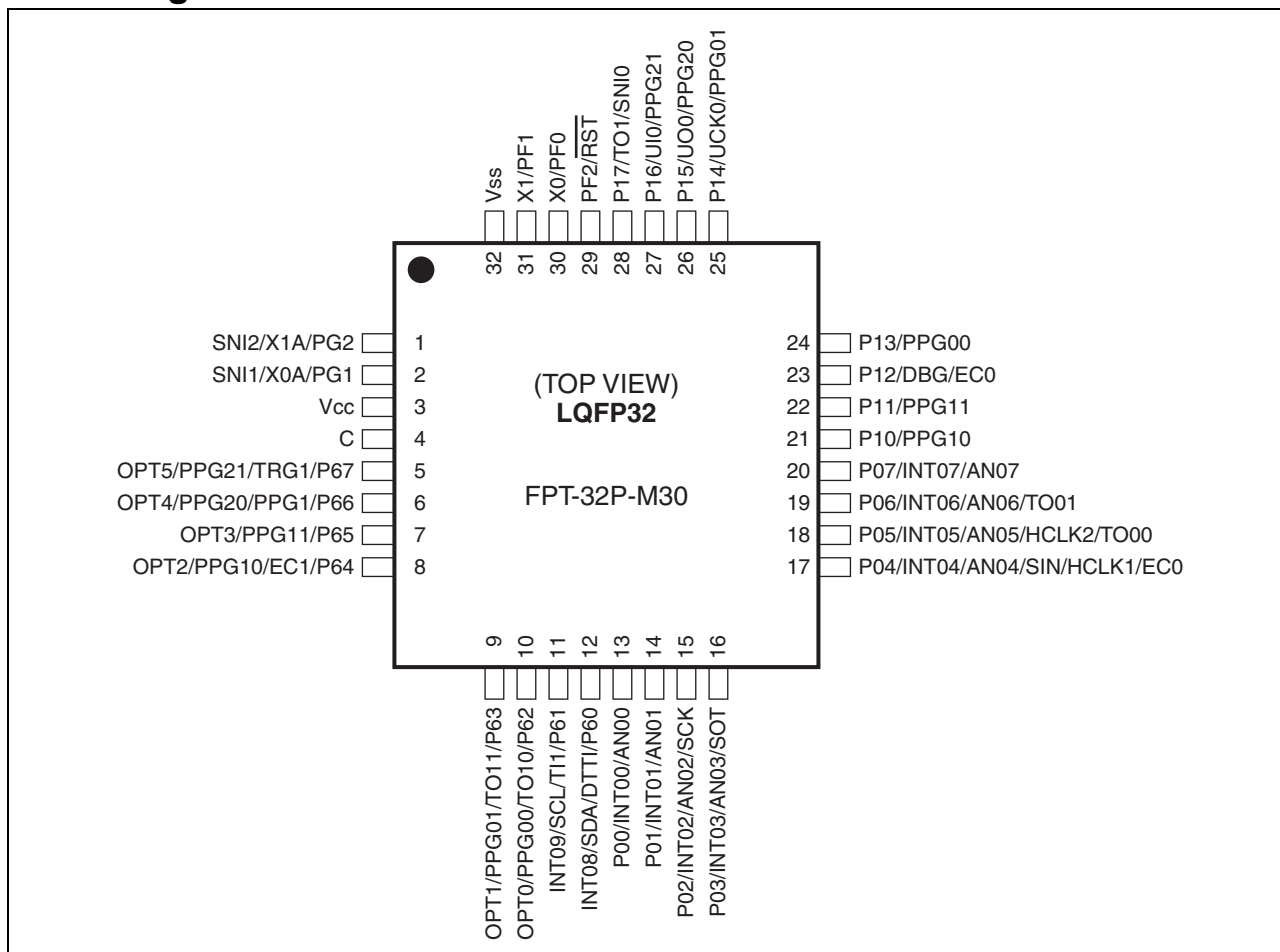 Vss
X1/PF1
X0/PF0
PF2/RST
P17/TO1/SNI0
P16/UI0/PPG21
P15/UO0/PPG20
P14/UCK0/PPG01
32
31
30
29
28
27
26
25
SNI2/X1A/PG2 1
SNI1/X0A/PG1 2
Vcc 3
C 4
OPT5/PPG21/TRG1/P67 5
OPT4/PPG20/PPG1/P66 6
OPT3/PPG11/P65 7
OPT2/PPG10/EC1/P64 8
(TOP VIEW)
LQFP32
FPT-32P-M30
24 P13/PPG00
23 P12/DBG/EC0
22 P11/PPG11
21 P10/PPG10
20 P07/INT07/AN07
19 P06/INT06/AN06/TO01
18 P05/INT05/AN05/HCLK2/TO00
17 P04/INT04/AN04/SIN/HCLK1/EC0
9
10
11
12
13
14
15
16
OPT1/PPG01/TO11/P63
OPT0/PPG00/TO10/P62
INT09/SCL/TI1/P61
INT08/SDA/DTTI/P60
P00/INT00/AN00
P01/INT01/AN01
P02/INT02/AN02/SCK
P03/INT03/AN03/SOT